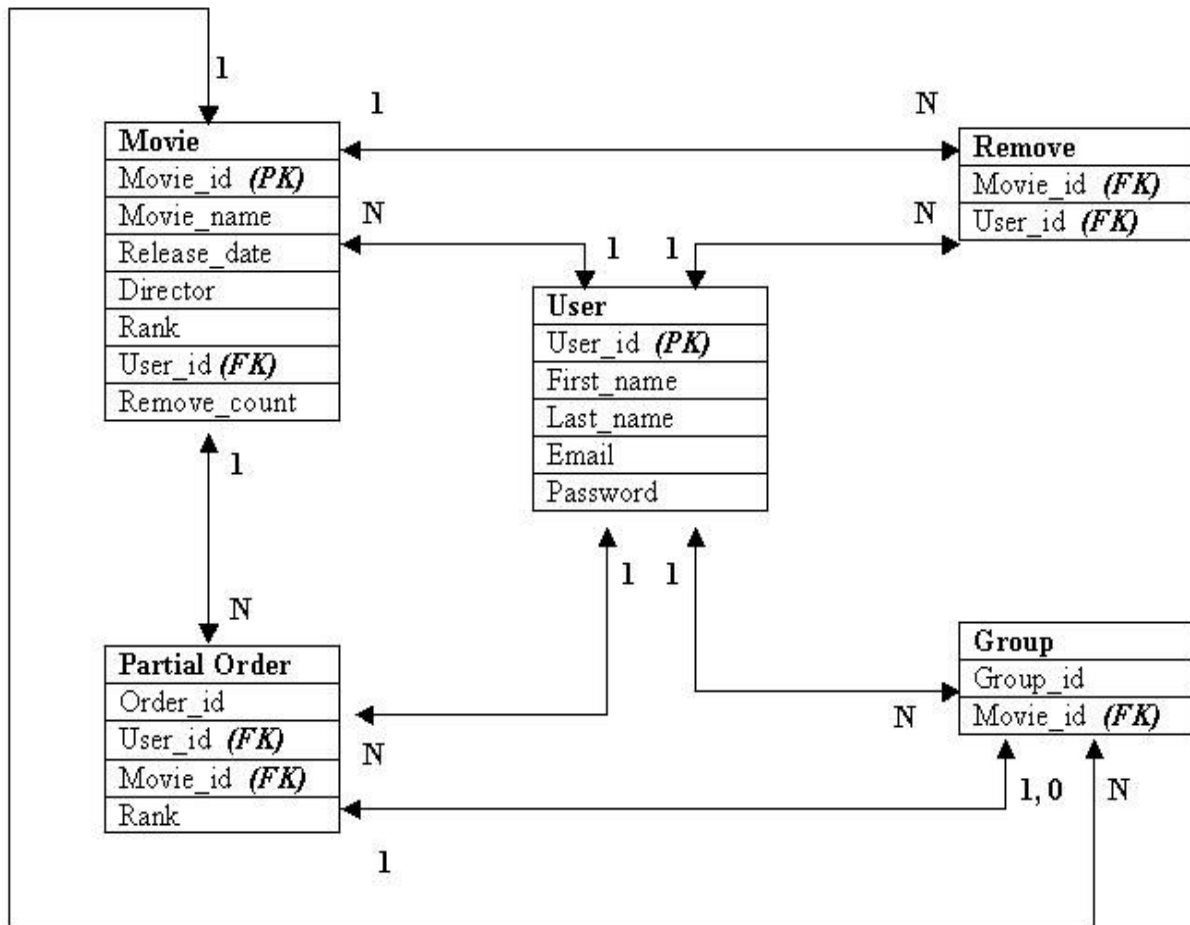 1
1
N
Movie
Movie_id (PK)
Movie_name
Release_date
Director
Rank
User_id (FK)
Remove_count
Remove
Movie_id (FK)
User_id (FK)
N
N
1
1
User
User_id (PK)
First_name
Last_name
Email
Password
1
N
1
1
Partial Order
Order_id
User_id (FK)
Movie_id (FK)
Rank
Group
Group_id
Movie_id (FK)
N
N
1, 0
N
1